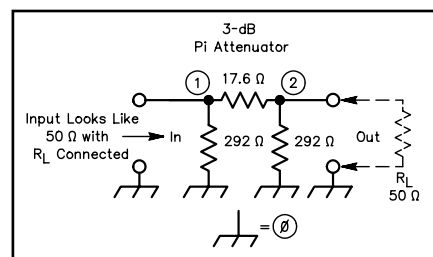 3-dB
Pi Attenuator
1
17.6 Ω
2
Input Looks Like
50 Ω with
R_L Connected
In
292 Ω
292 Ω
Out
R_L
50 Ω
= Ø